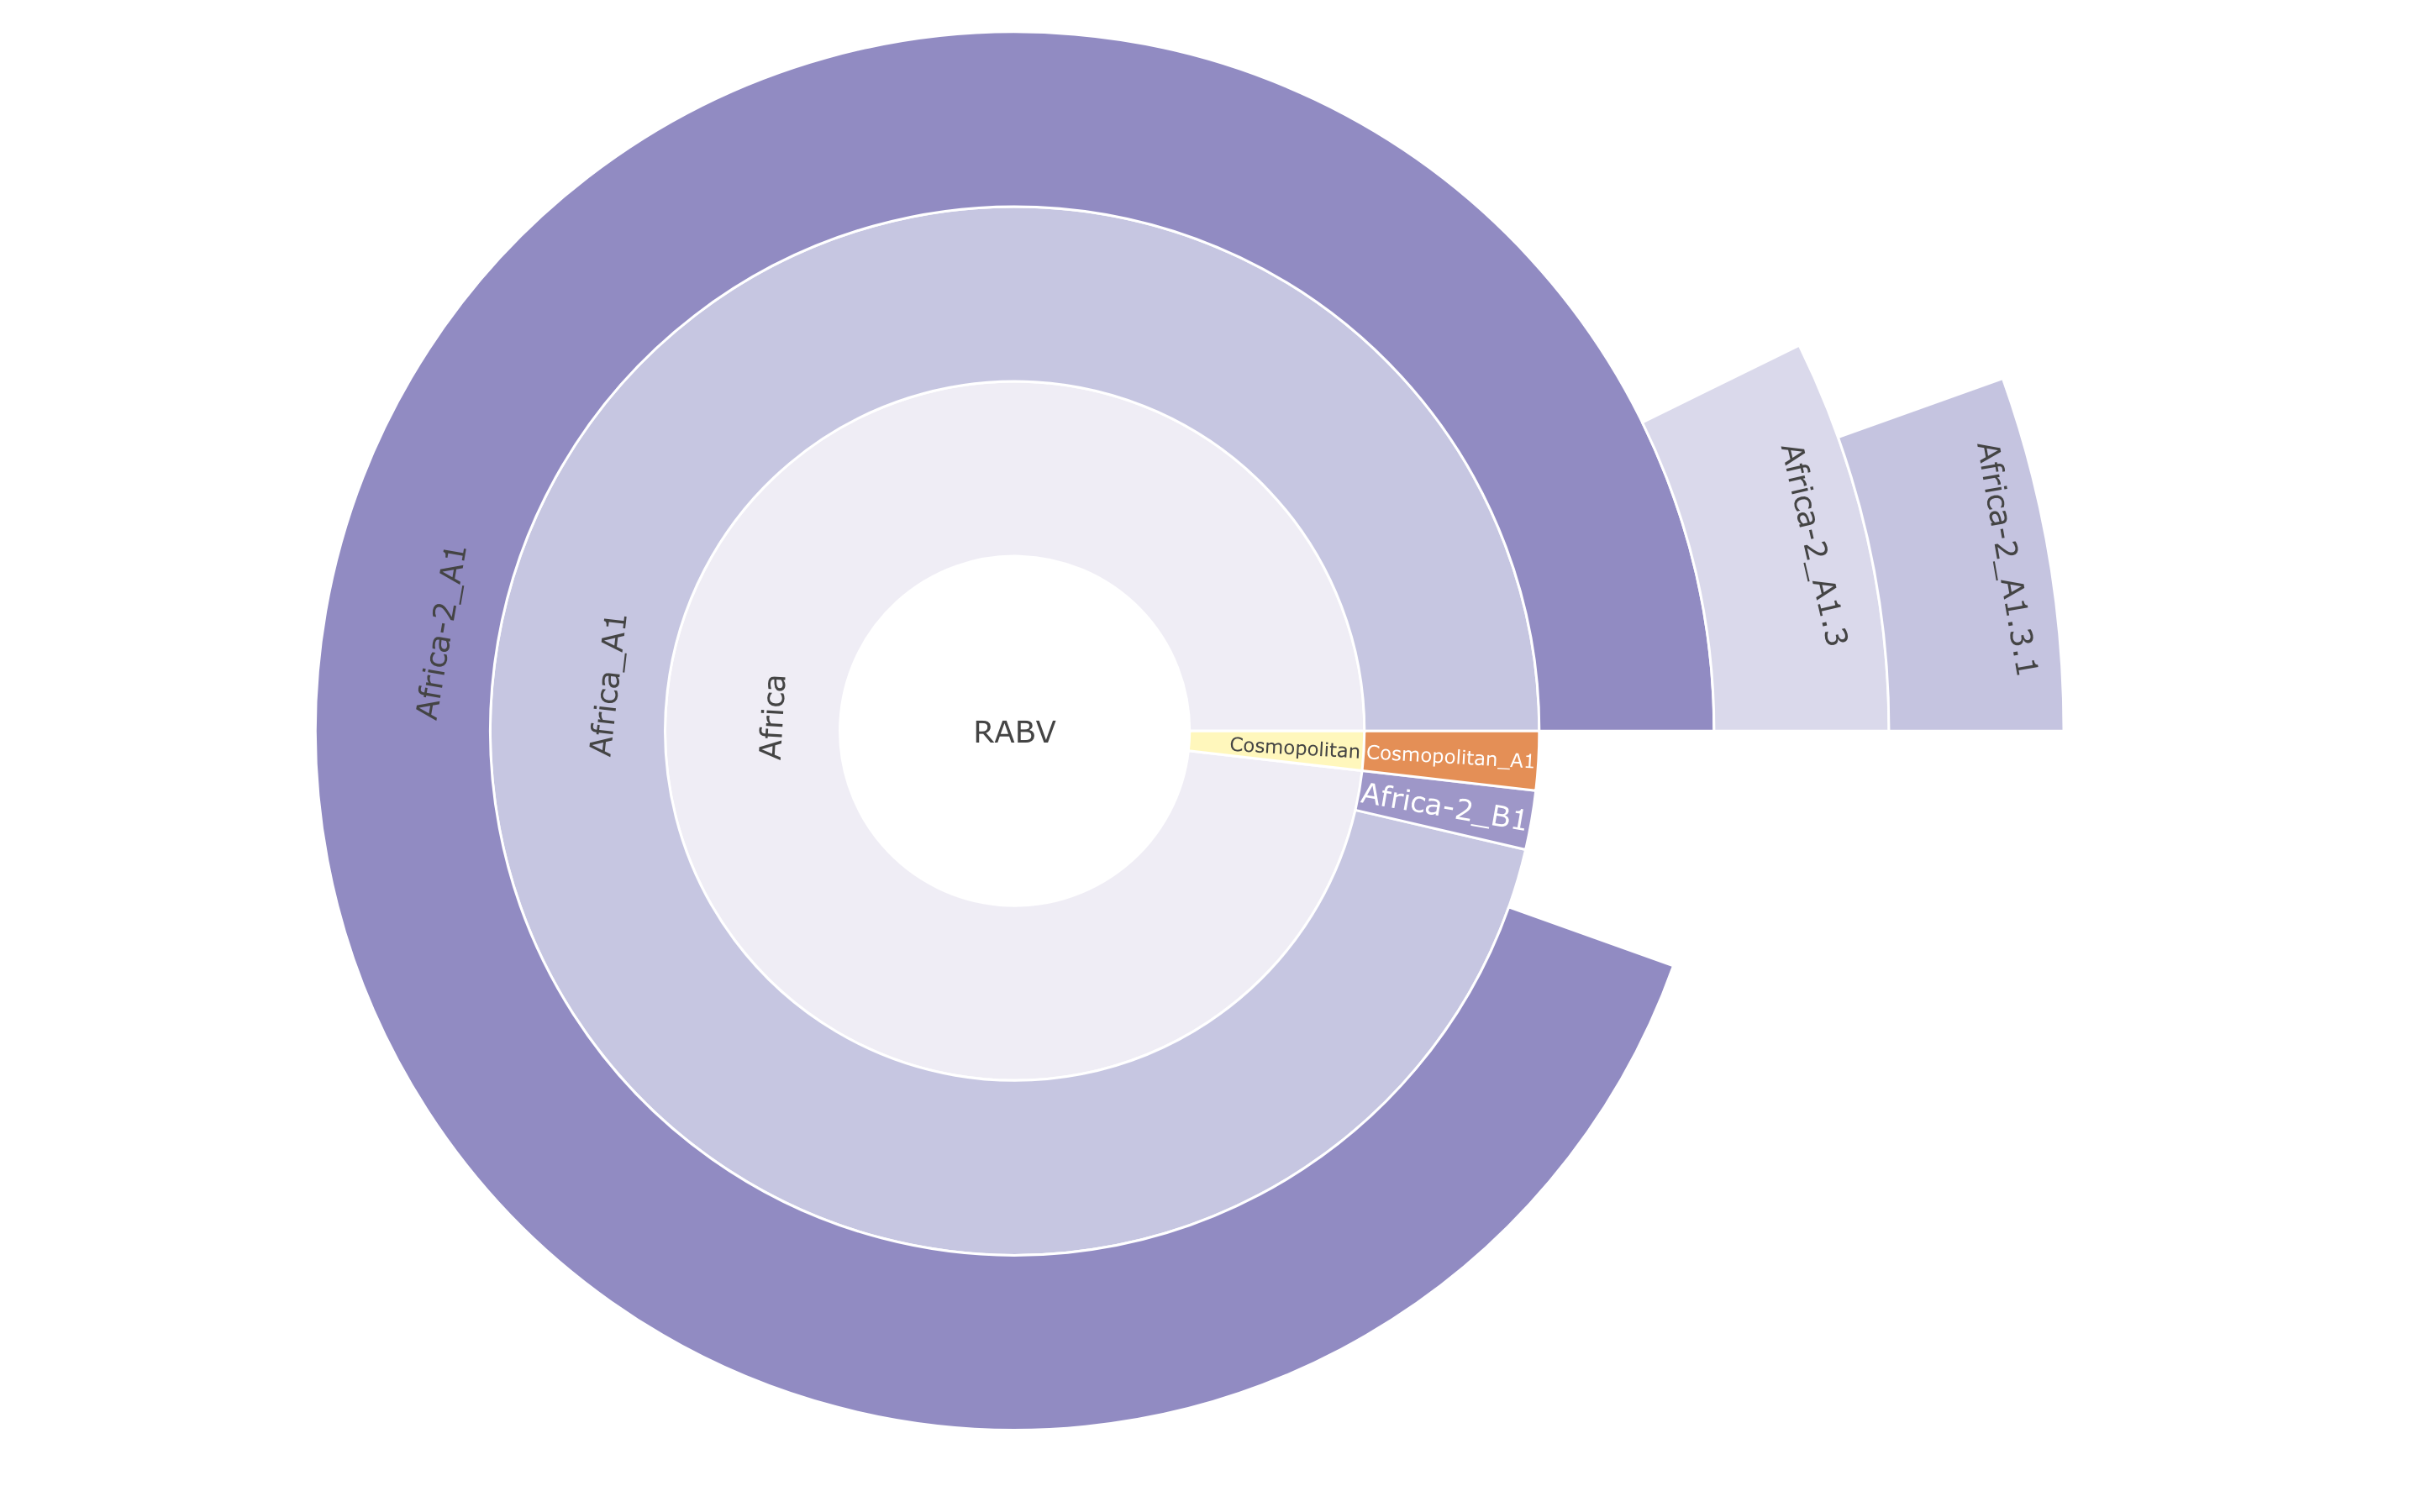 Africa-2_A1
Africa_A1
Africa
RABV
Cosmopolitan
Cosmopolitan_A1
Africa-2_B1
Africa-2_A1.3
Africa-2_A1.3.1